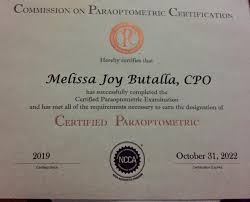 COMMISSION ON PARAOPTOMETRIC CERTIFICATION
Hereby certifies that
Melissa Joy Butalla, CPO
has successfully completed the
Certified Paraoptometric Examination
and has met all of the requirements necessary to earn the designation of
CERTIFIED PARAOPTOMETRIC
2019
October 31, 2022
NCCA